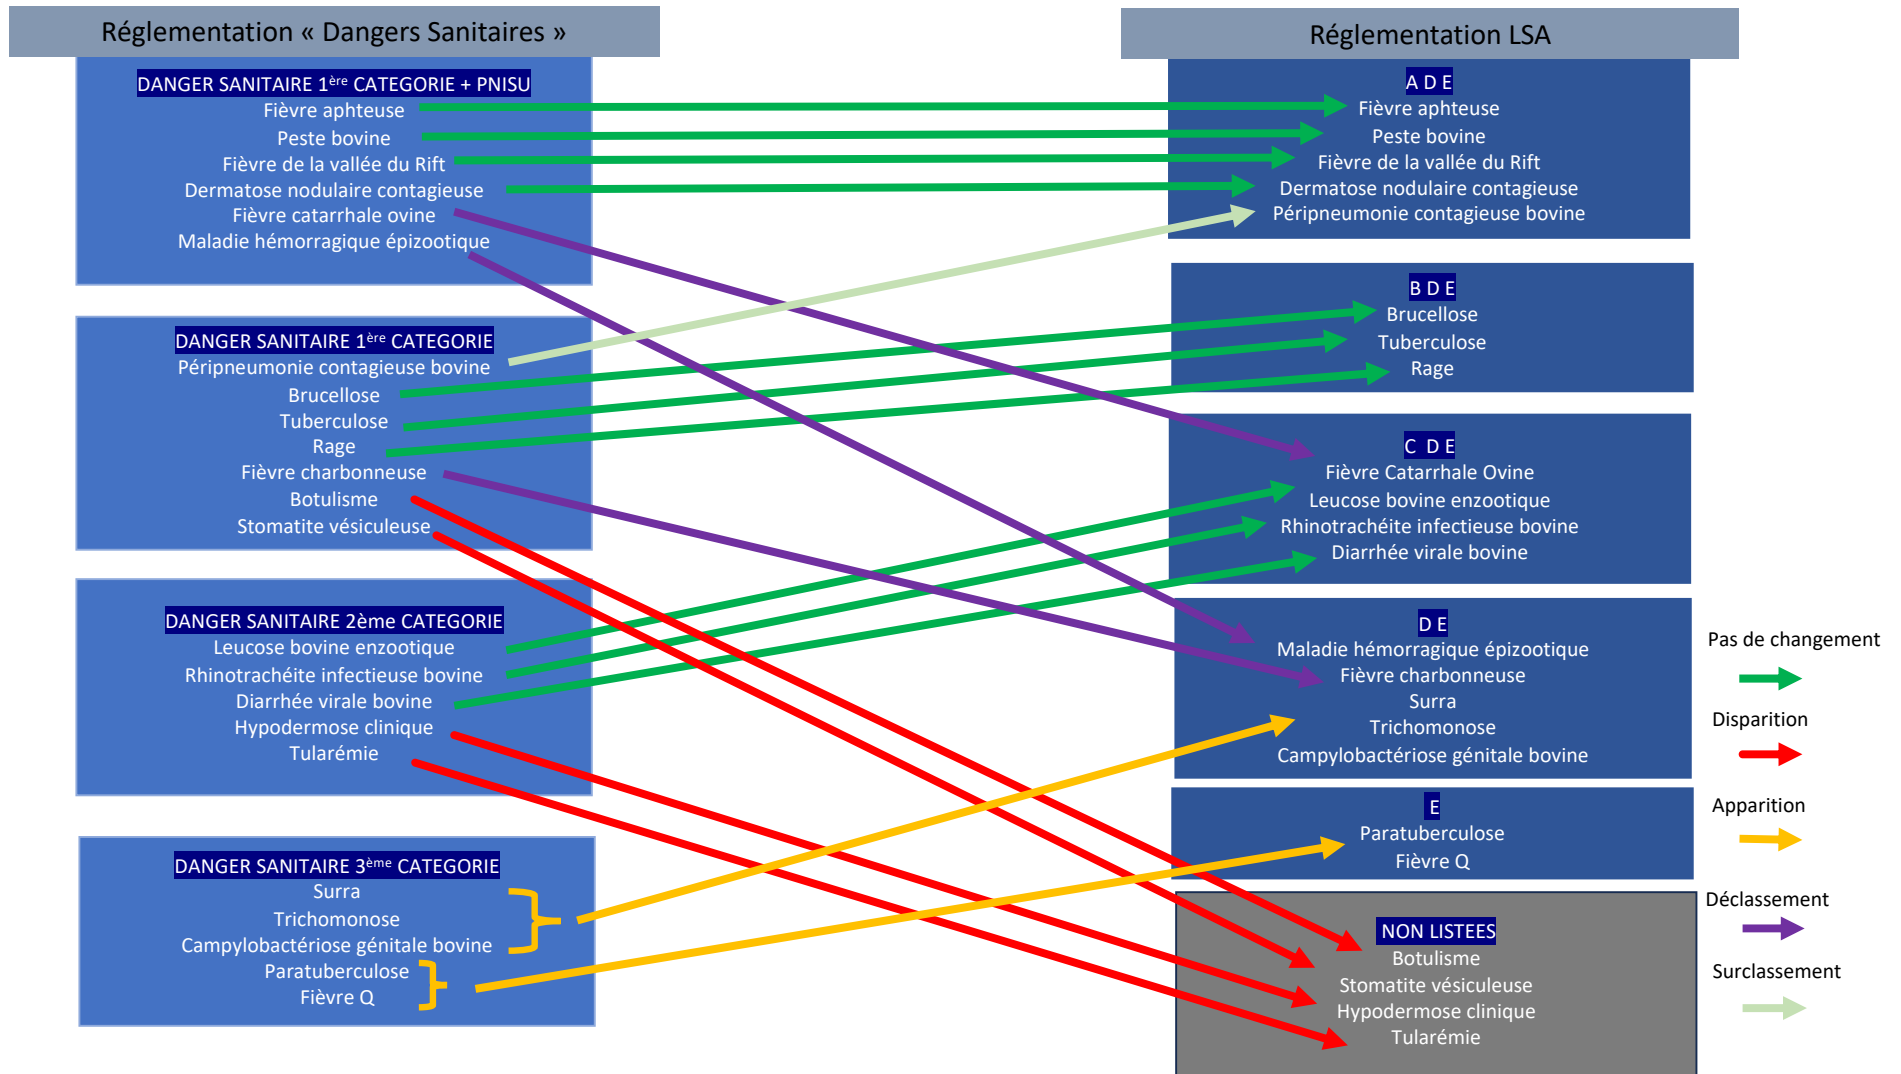 Réglementation « Dangers Sanitaires »
DANGER SANITAIRE 1ère CATEGORIE + PNISU
Fièvre aphteuse
Peste bovine
Fièvre de la vallée du Rift
Dermatose nodulaire contagieuse
Fièvre catarrhale ovine
Maladie hémorragique épizootique
DANGER SANITAIRE 1ère CATEGORIE
Péripneumonie contagieuse bovine
Brucellose
Tuberculose
Rage
Fièvre charbonneuse
Botulisme
Stomatite vésiculeuse
DANGER SANITAIRE 2ème CATEGORIE
Leucose bovine enzootique
Rhinotrachéite infectieuse bovine
Diarrhée virale bovine
Hypodermose clinique
Tularémie
DANGER SANITAIRE 3ème CATEGORIE
Surra
Trichomonose
Campylobactériose génitale bovine
Paratuberculose
Fièvre Q
Réglementation LSA
A D E
Fièvre aphteuse
Peste bovine
Fièvre de la vallée du Rift
Dermatose nodulaire contagieuse
Péripneumonie contagieuse bovine
B D E
Brucellose
Tuberculose
Rage
C D E
Fièvre Catarrhale Ovine
Leucose bovine enzootique
Rhinotrachéite infectieuse bovine
Diarrhée virale bovine
D E
Maladie hémorragique épizootique
Fièvre charbonneuse
Surra
Trichomonose
Campylobactériose génitale bovine
E
Paratuberculose
Fièvre Q
NON LISTEES
Botulisme
Stomatite vésiculeuse
Hypodermose clinique
Tularémie
Pas de changement
Disparition
Apparition
Déclassement
Surclassement